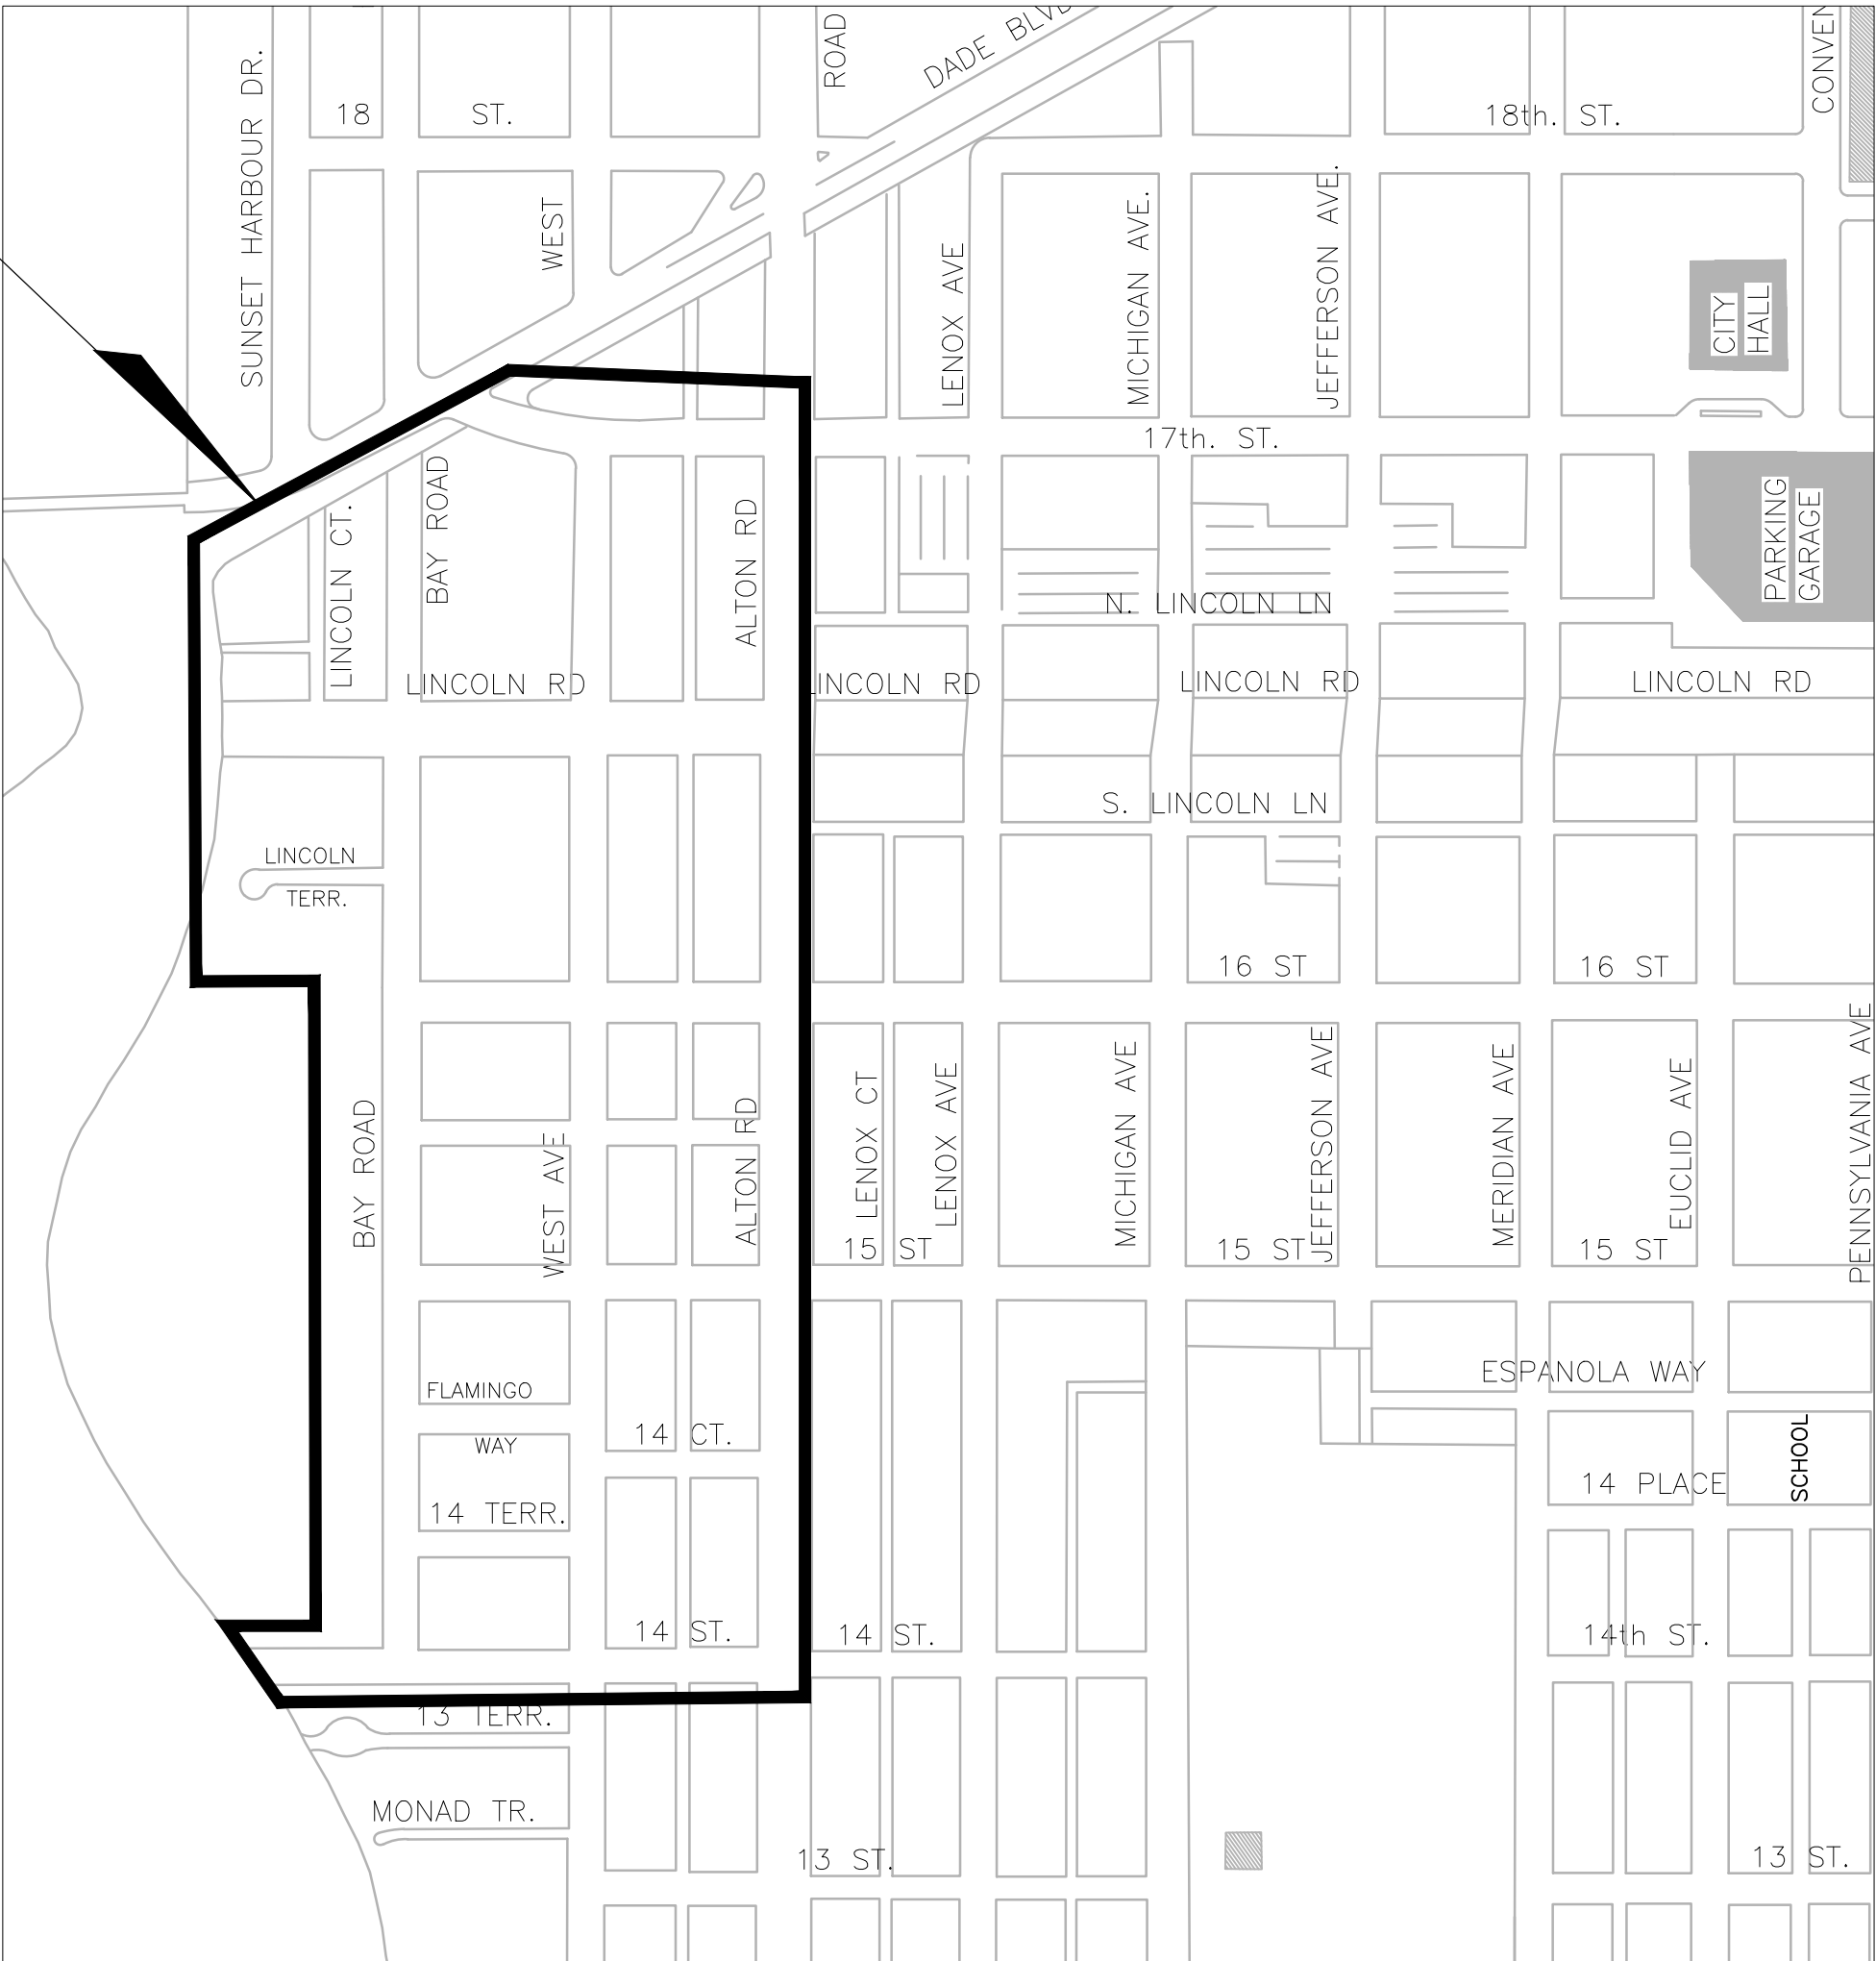 ROAD
DADE BLVD
CONVEN
18 ST.
18th. ST.
SUNSET HARBOUR DR.
WEST
LENOX AVE
MICHIGAN AVE.
JEFFERSON AVE.
CITY
HALL
17th. ST.
LINCOLN CT.
BAY ROAD
ALTON RD
PARKING
GARAGE
N. LINCOLN LN
LINCOLN RD
LINCOLN RD
LINCOLN RD
LINCOLN RD
S. LINCOLN LN
LINCOLN
TERR.
16 ST
16 ST
BAY ROAD
WEST AVE
ALTON RD
LENOX CT
LENOX AVE
MICHIGAN AVE
JEFFERSON AVE
MERIDIAN AVE
EUCLID AVE
PENNSYLVANIA AVE
15 ST
15 ST
15 ST
FLAMINGO
WAY
ESPANOLA WAY
14 CT.
14 TERR.
14 PLACE
SCHOOL
14 ST.
14 ST.
14th ST.
13 TERR.
MONAD TR.
13 ST.
13 ST.